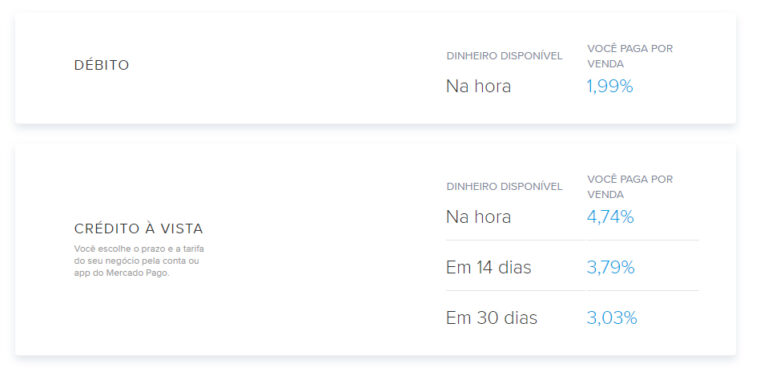 DÉBITO
DINHEIRO DISPONÍVEL
Na hora
VOCÊ PAGA POR
VENDA
1,99%
CRÉDITO À VISTA
Você escolhe o prazo e a tarifa
do seu negócio pela conta ou
app do Mercado Pago.
DINHEIRO DISPONÍVEL
VOCÊ PAGA POR
VENDA
Na hora 4,74%
Em 14 dias 3,79%
Em 30 dias 3,03%